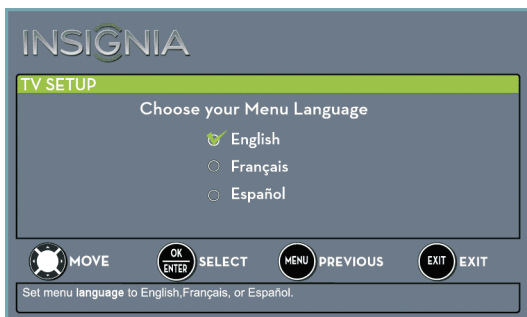 INSIGNIA
TV SETUP
Choose your Menu Language
English
Français
Español
MOVE OK ENTER SELECT MENU PREVIOUS EXIT EXIT
Set menu language to English,Français, or Español.